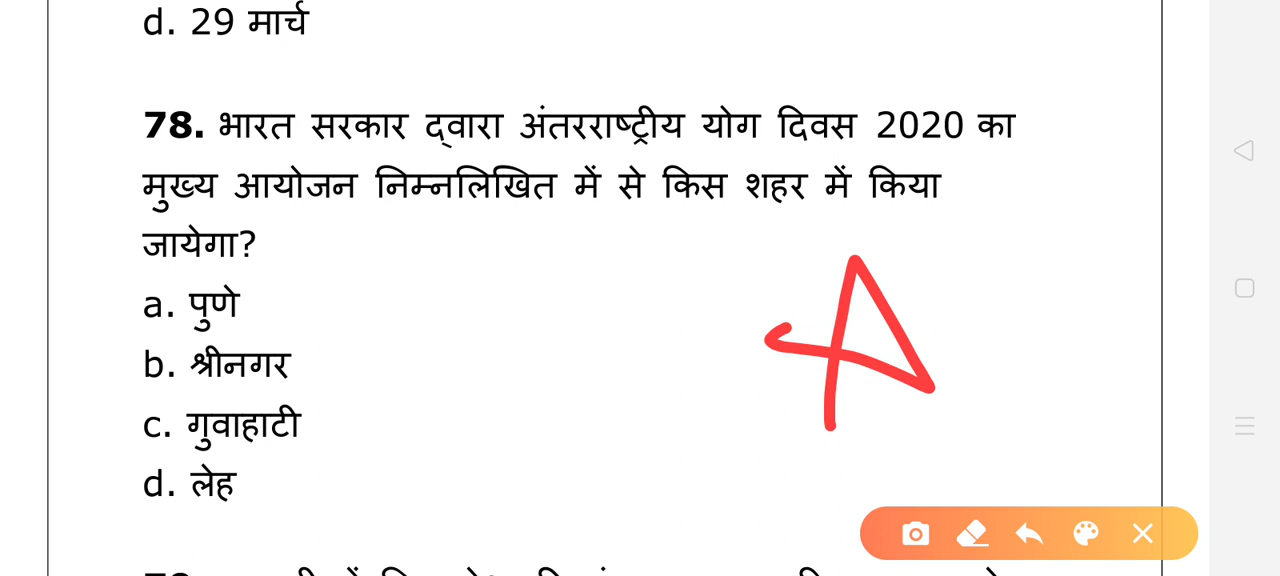 d. 29 मार्च
78. भारत सरकार द्वारा अंतरराष्ट्रीय योग दिवस 2020 का
मुख्य आयोजन निम्नलिखित में से किस शहर में किया
जायेगा?
a. पुणे
b. श्रीनगर
A
c. गुवाहाटी
d. लेह